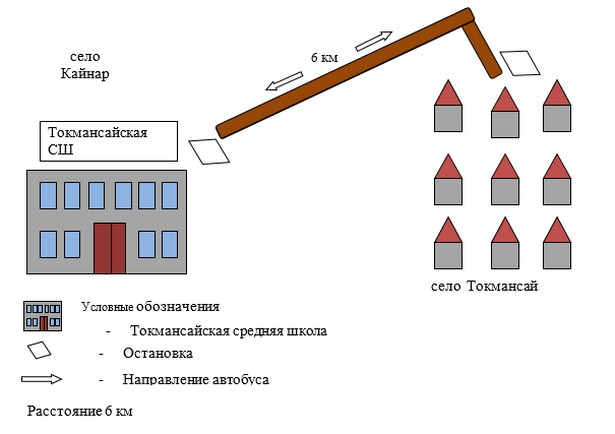 село
Кайнар
6 км
Токмансайская
СШ
село Токмансай
Условные обозначения
- Токмансайская средняя школа
- Остановка
- Направление автобуса
Расстояние 6 км